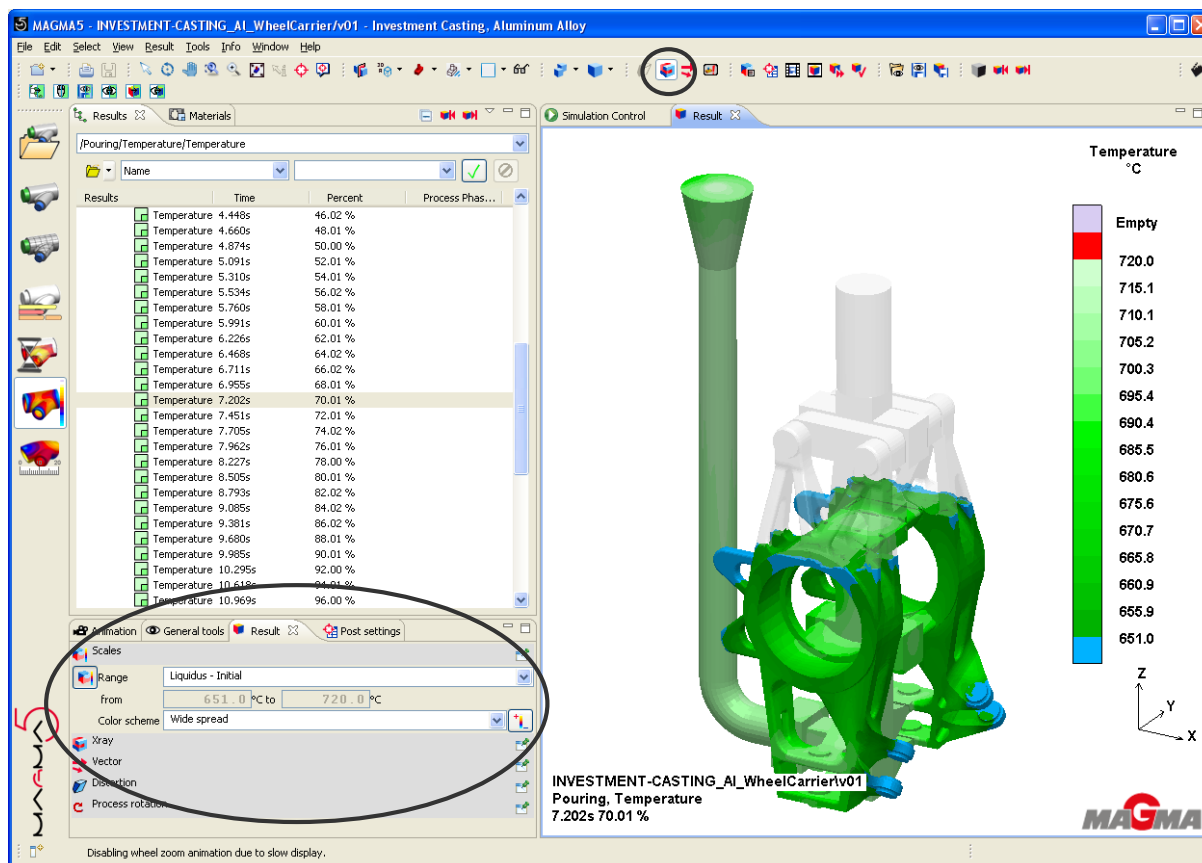 MAGMA5 - INVESTMENT-CASTING_Al_WheelCarrier/v01 - Investment Casting, Aluminum Alloy
File Edit Select View Result Tools Info Window Help
Results Materials
/Pouring/Temperature/Temperature
Name
Results Time Percent Process Phas...
Temperature 4.448s 46.02 %
Temperature 4.660s 48.01 %
Temperature 4.874s 50.00 %
Temperature 5.091s 52.01 %
Temperature 5.310s 54.01 %
Temperature 5.534s 56.02 %
Temperature 5.760s 58.01 %
Temperature 5.991s 60.01 %
Temperature 6.226s 62.01 %
Temperature 6.468s 64.02 %
Temperature 6.711s 66.02 %
Temperature 6.955s 68.01 %
Temperature 7.202s 70.01 %
Temperature 7.451s 72.01 %
Temperature 7.705s 74.02 %
Temperature 7.962s 76.01 %
Temperature 8.227s 78.00 %
Temperature 8.505s 80.01 %
Temperature 8.793s 82.02 %
Temperature 9.085s 84.02 %
Temperature 9.381s 86.02 %
Temperature 9.680s 88.01 %
Temperature 9.985s 90.01 %
Temperature 10.295s 92.00 %
Temperature 10.618s 94.01 %
Temperature 10.969s 96.00 %
Animation General tools Result Post settings
Scales
Range Liquidus - Initial
from 651.0 °C to 720.0 °C
Color scheme Wide spread
Xray
Vector
Distortion
Process rotation
MAGMA5
Disabling wheel zoom animation due to slow display.
Simulation Control Result
Temperature
°C
Empty
720.0
715.1
710.1
705.2
700.3
695.4
690.4
685.5
680.6
675.6
670.7
665.8
660.9
655.9
651.0
Z
Y
X
INVESTMENT-CASTING_Al_WheelCarrier\v01
Pouring, Temperature
7.202s 70.01 %
MAGMA